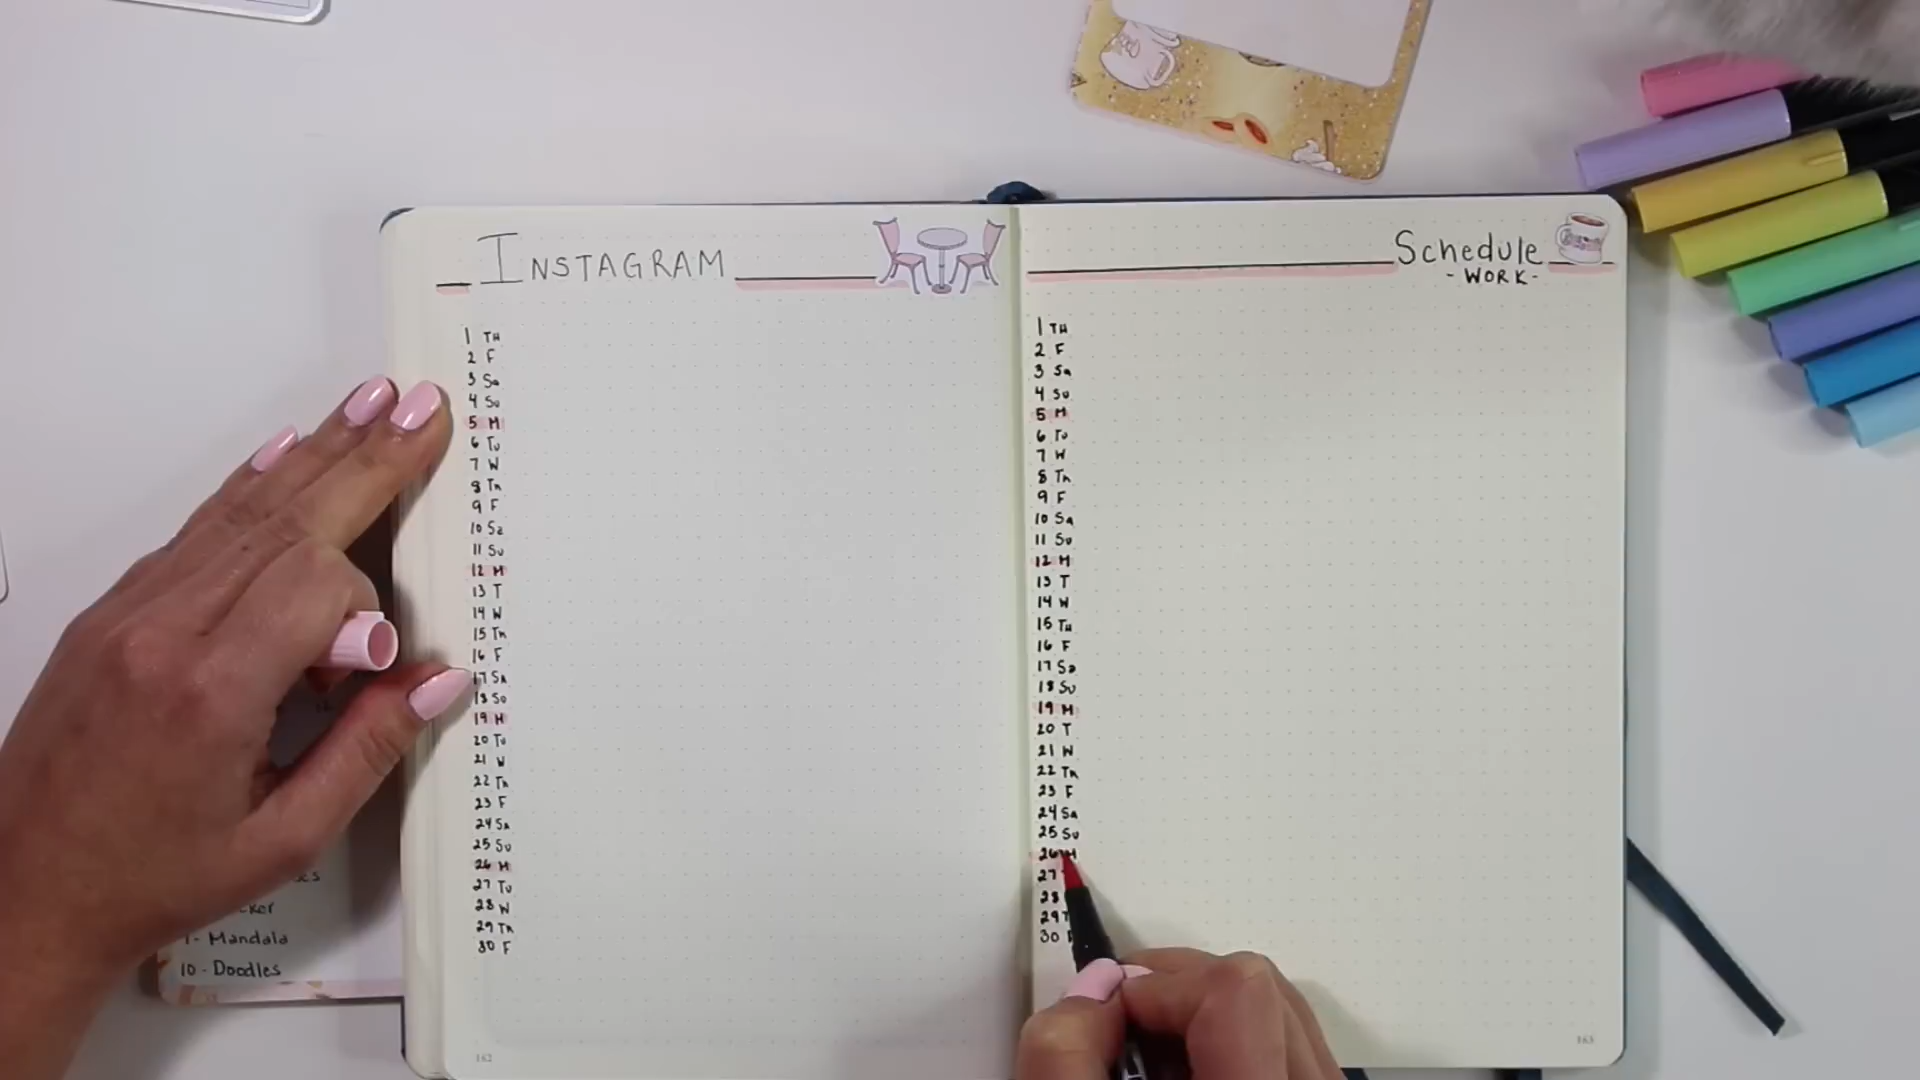 INSTAGRAM
1 TH
2 F
3 Sa
4 Su
5 M
6 Tu
7 W
8 Th
9 F
10 Sa
11 Su
12 M
13 T
14 W
15 Th
16 F
17 SA
18 SU
19 M
20 Tu
21 W
22 Th
23 F
24 SA
25 SU
26 M
27 TU
28 W
29 Th
30 F
162
Schedule
- WORK -
1 TH
2 F
3 Sa
4 Su
5 M
6 Tu
7 W
8 Th
9 F
10 Sa
11 Su
12 M
13 T
14 W
15 TH
16 F
17 Sa
18 SU
19 M
20 T
21 W
22 Th
23 F
24 SA
25 SU
26 M
27
28
29 T
30
163
- Mandala
10 - Doodles